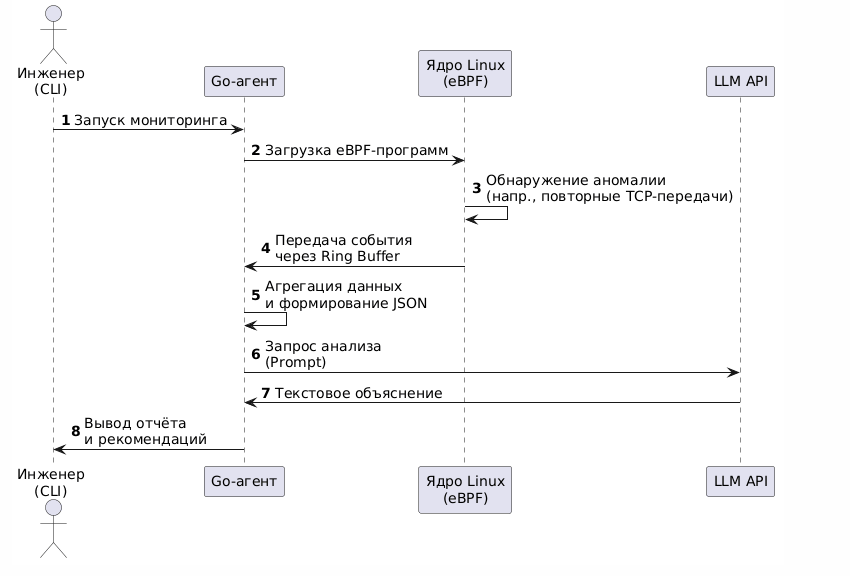 Инженер
(CLI)
Go-агент
Ядро Linux
(eBPF)
LLM API
1 Запуск мониторинга
2 Загрузка eBPF-программ
3 Обнаружение аномалии
(напр., повторные TCP-передачи)
4 Передача события
через Ring Buffer
5 Агрегация данных
и формирование JSON
6 Запрос анализа
(Prompt)
7 Текстовое объяснение
8 Вывод отчёта
и рекомендаций
Инженер
(CLI)
Go-агент
Ядро Linux
(eBPF)
LLM API